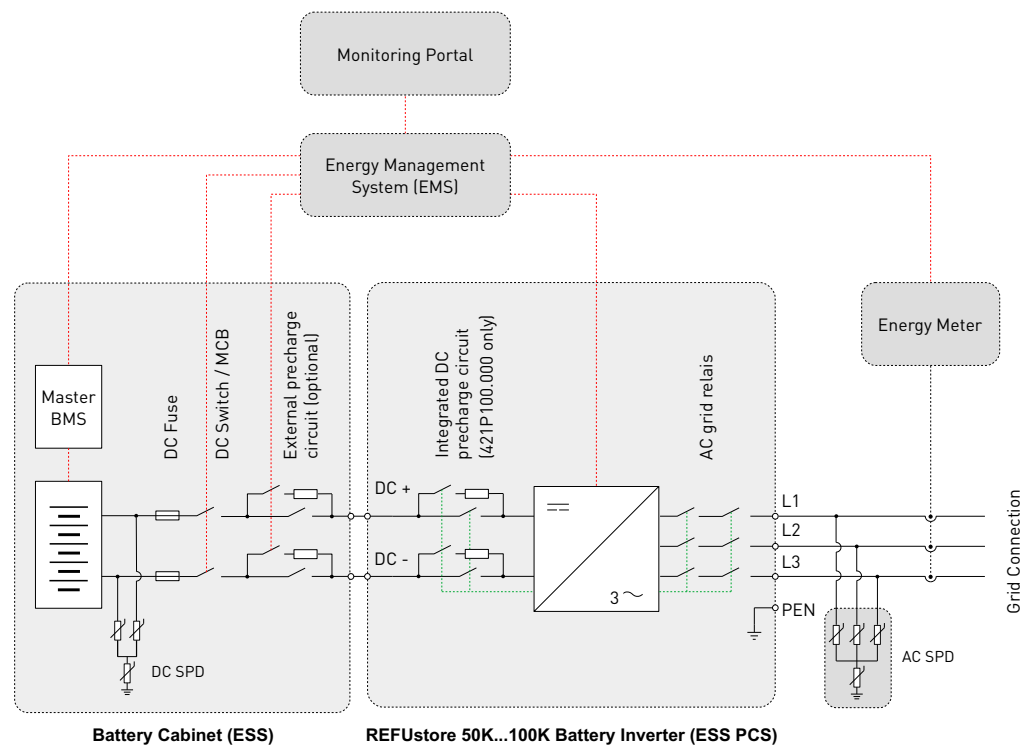 Monitoring Portal
Energy Management
System (EMS)
Energy Meter
Master
BMS
DC Fuse
DC Switch / MCB
External precharge
circuit (optional)
Integrated DC
precharge circuit
(421P100.000 only)
AC grid relais
DC +
DC -
L1
L2
L3
PEN
3
Grid Connection
DC SPD
AC SPD
Battery Cabinet (ESS)
REFUstore 50K...100K Battery Inverter (ESS PCS)